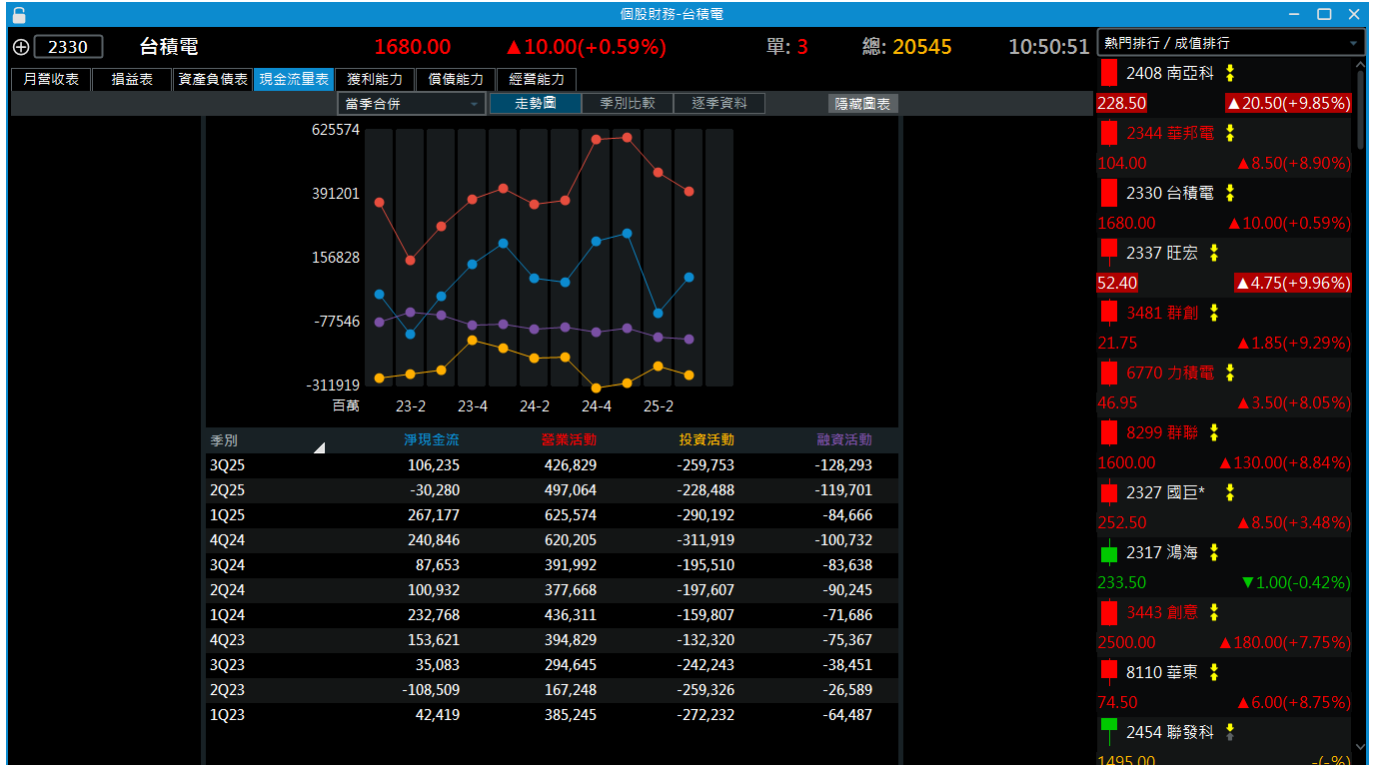 個股財務-台積電
2330 台積電 1680.00 ▲10.00(+0.59%) 單: 3 總: 20545 10:50:51
月營收表 損益表 資產負債表 現金流量表 獲利能力 償債能力 經營能力
當季合併 走勢圖 季別比較 逐季資料 隱藏圖表
625574
391201
156828
-77546
-311919
百萬 23-2 23-4 24-2 24-4 25-2
季別 淨現金流 營業活動 投資活動 融資活動
3Q25 106,235 426,829 -259,753 -128,293
2Q25 -30,280 497,064 -228,488 -119,701
1Q25 267,177 625,574 -290,192 -84,666
4Q24 240,846 620,205 -311,919 -100,732
3Q24 87,653 391,992 -195,510 -83,638
2Q24 100,932 377,668 -197,607 -90,245
1Q24 232,768 436,311 -159,807 -71,686
4Q23 153,621 394,829 -132,320 -75,367
3Q23 35,083 294,645 -242,243 -38,451
2Q23 -108,509 167,248 -259,326 -26,589
1Q23 42,419 385,245 -272,232 -64,487
熱門排行 / 成值排行
2408 南亞科
228.50 ▲20.50(+9.85%)
2344 華邦電
104.00 ▲8.50(+8.90%)
2330 台積電
1680.00 ▲10.00(+0.59%)
2337 旺宏
52.40 ▲4.75(+9.96%)
3481 群創
21.75 ▲1.85(+9.29%)
6770 力積電
46.95 ▲3.50(+8.05%)
8299 群聯
1600.00 ▲130.00(+8.84%)
2327 國巨*
252.50 ▲8.50(+3.48%)
2317 鴻海
233.50 ▼1.00(-0.42%)
3443 創意
2500.00 ▲180.00(+7.75%)
8110 華東
74.50 ▲6.00(+8.75%)
2454 聯發科
1495.00 -(-%)